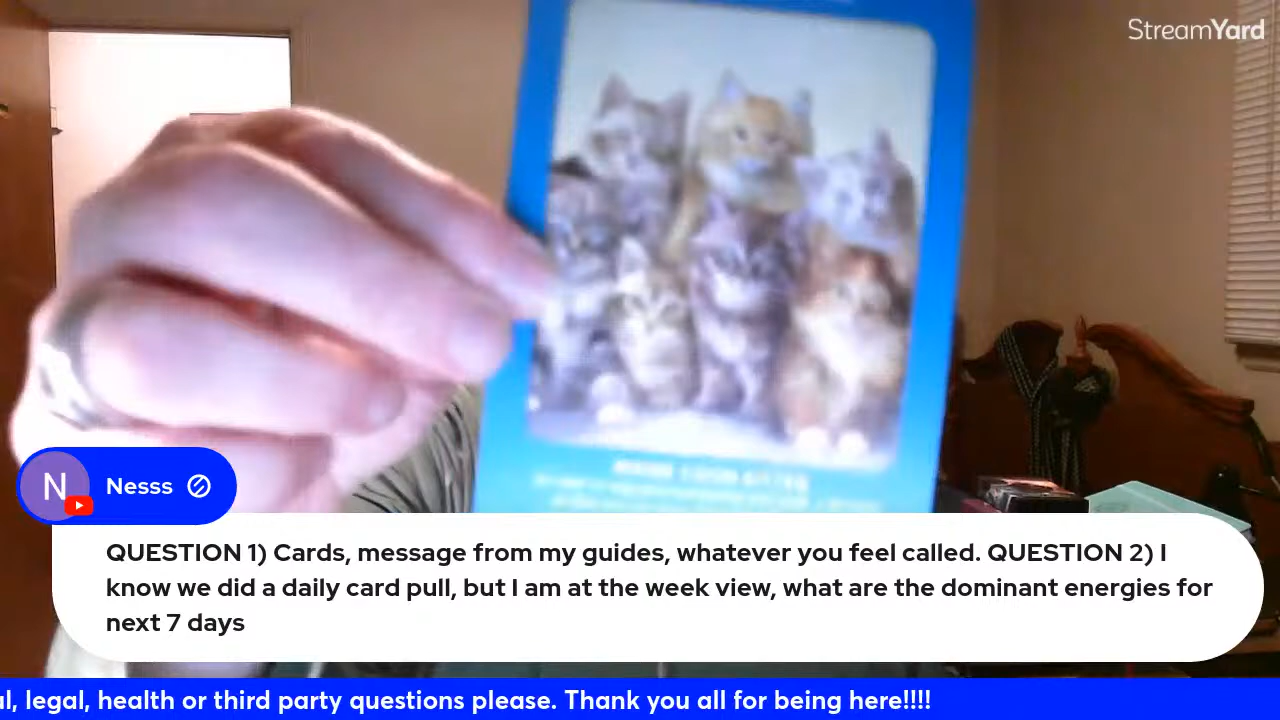 StreamYard
Nesss
QUESTION 1) Cards, message from my guides, whatever you feel called. QUESTION 2) I
know we did a daily card pull, but I am at the week view, what are the dominant energies for
next 7 days
al, legal, health or third party questions please. Thank you all for being here!!!!